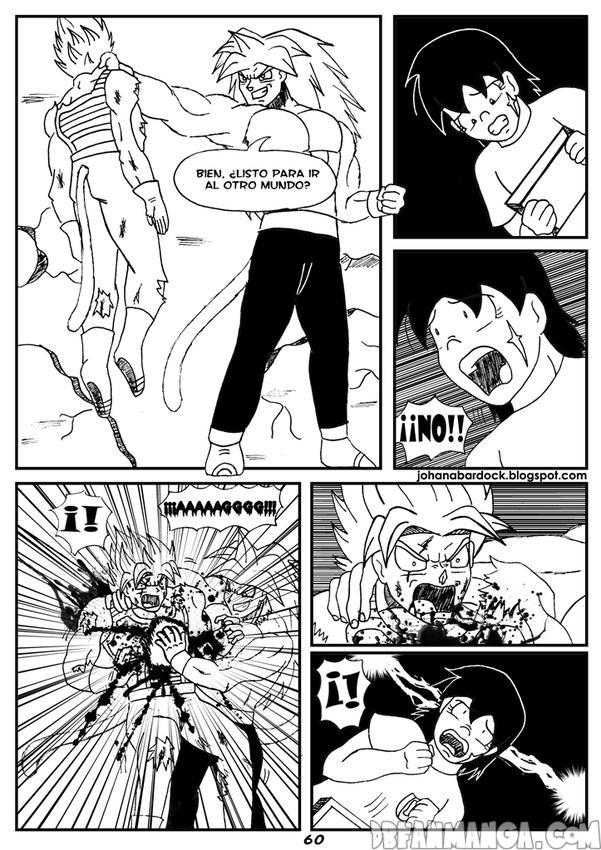 BIEN, ¿LISTO PARA IR
AL OTRO MUNDO?
¡¡NO!!
johanabardock.blogspot.com
¡!
¡¡¡AAAAAGGGG!!!
¡!
60
DBFANMANGA.COM